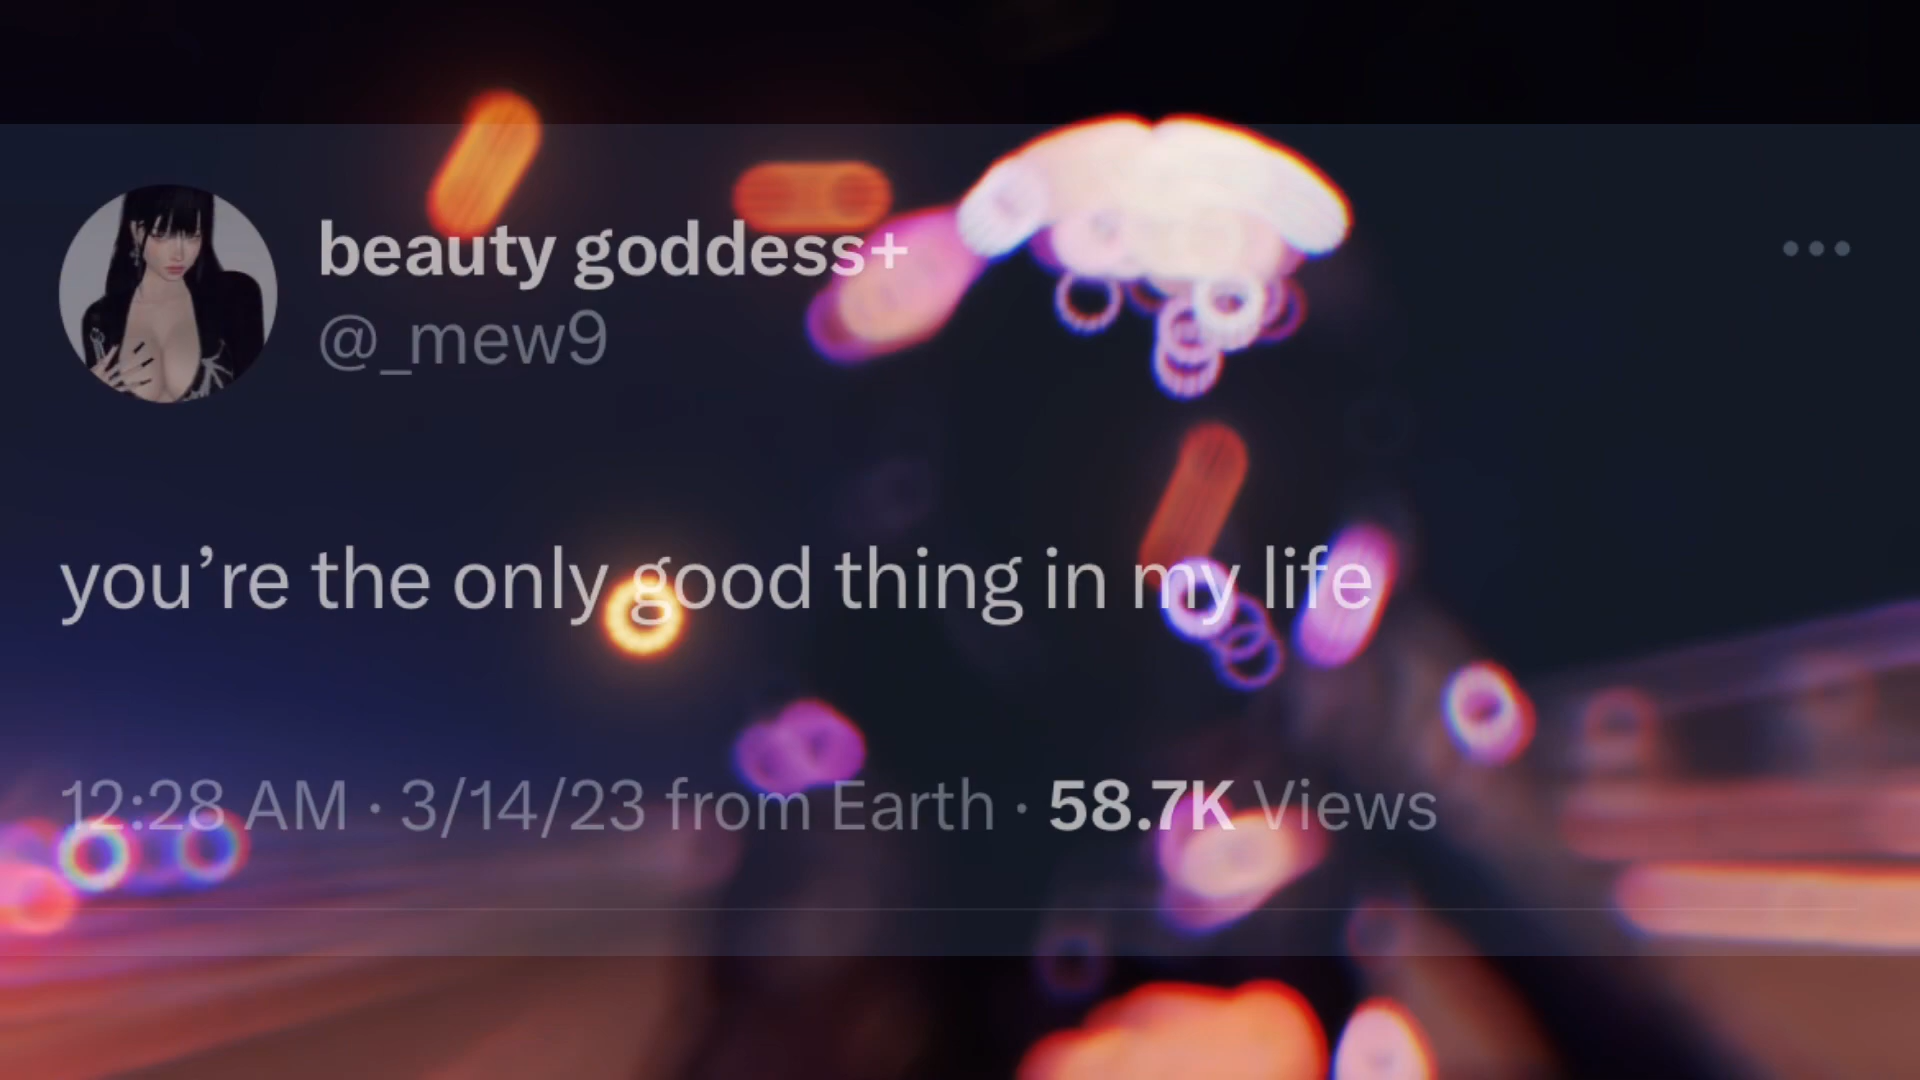 beauty goddess+
@_mew9
you’re the only good thing in my life
12:28 AM · 3/14/23 from Earth · 58.7K Views